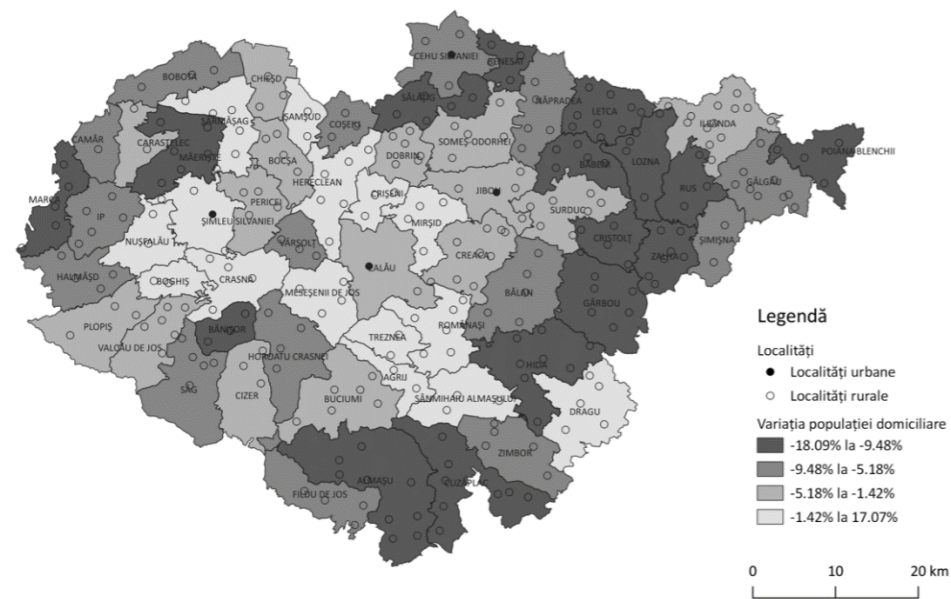 CEHU SILVANIEI
BENESAT
BOBOTA
CHIEȘD
SĂLĂȚIG
NĂPRADEA
LETCA
SĂRMĂȘAG
SAMȘUD
COȘEIU
ILEANDA
CAMĂR
CARASTELEC
SOMEȘ-ODORHEI
MĂERIȘTE
BOCȘA
DOBRIN
BĂBENI
LOZNA
POIANA BLENCHII
HERECLEAN
RUS
GÂLGĂU
MARCA
PERICEI
CRIȘENI
JIBOU
IP
ȘIMLEU SILVANIEI
MIRȘID
SURDUC
NUȘFALĂU
VÂRȘOLȚ
CRISTOLȚ
ȘIMIȘNA
CREACA
ZALHA
HALMĂȘD
BOGHIȘ
CRASNA
ZALĂU
MESEȘENII DE JOS
BĂLAN
GÂRBOU
PLOPIȘ
BĂNIȘOR
ROMÂNAȘI
TREZNEA
VALCĂU DE JOS
HOROATU CRASNEI
HIDA
AGRIJ
SÂG
CIZER
BUCIUMI
SÂNMIHAIU ALMAȘULUI
DRAGU
ZIMBOR
ALMAȘU
CUZĂPLAC
FILDU DE JOS
Legendă
Localități
Localități urbane
Localități rurale
Variația populației domiciliare
-18.09% la -9.48%
-9.48% la -5.18%
-5.18% la -1.42%
-1.42% la 17.07%
0 10 20 km